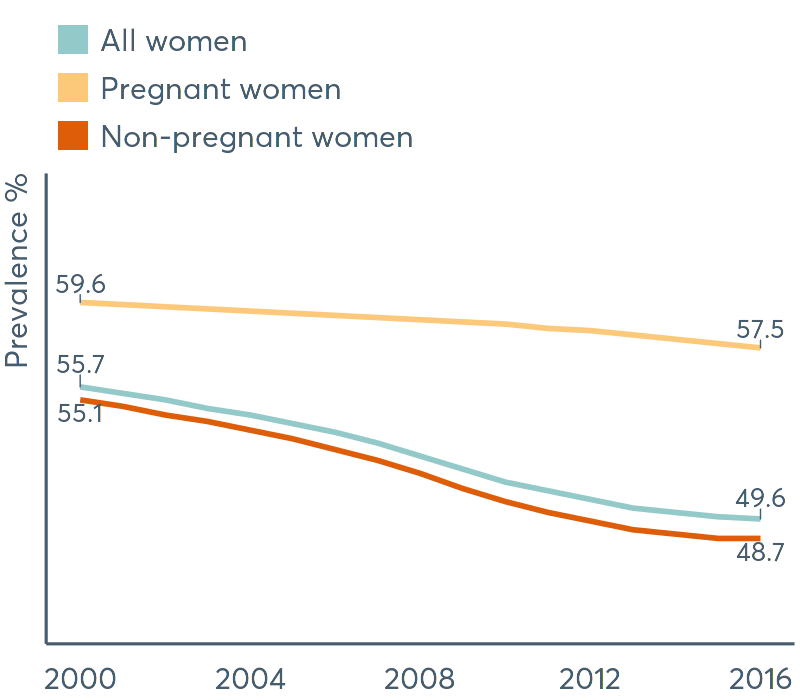 All women
Pregnant women
Non-pregnant women
Prevalence %
59.6
57.5
55.7
55.1
49.6
48.7
2000 2004 2008 2012 2016